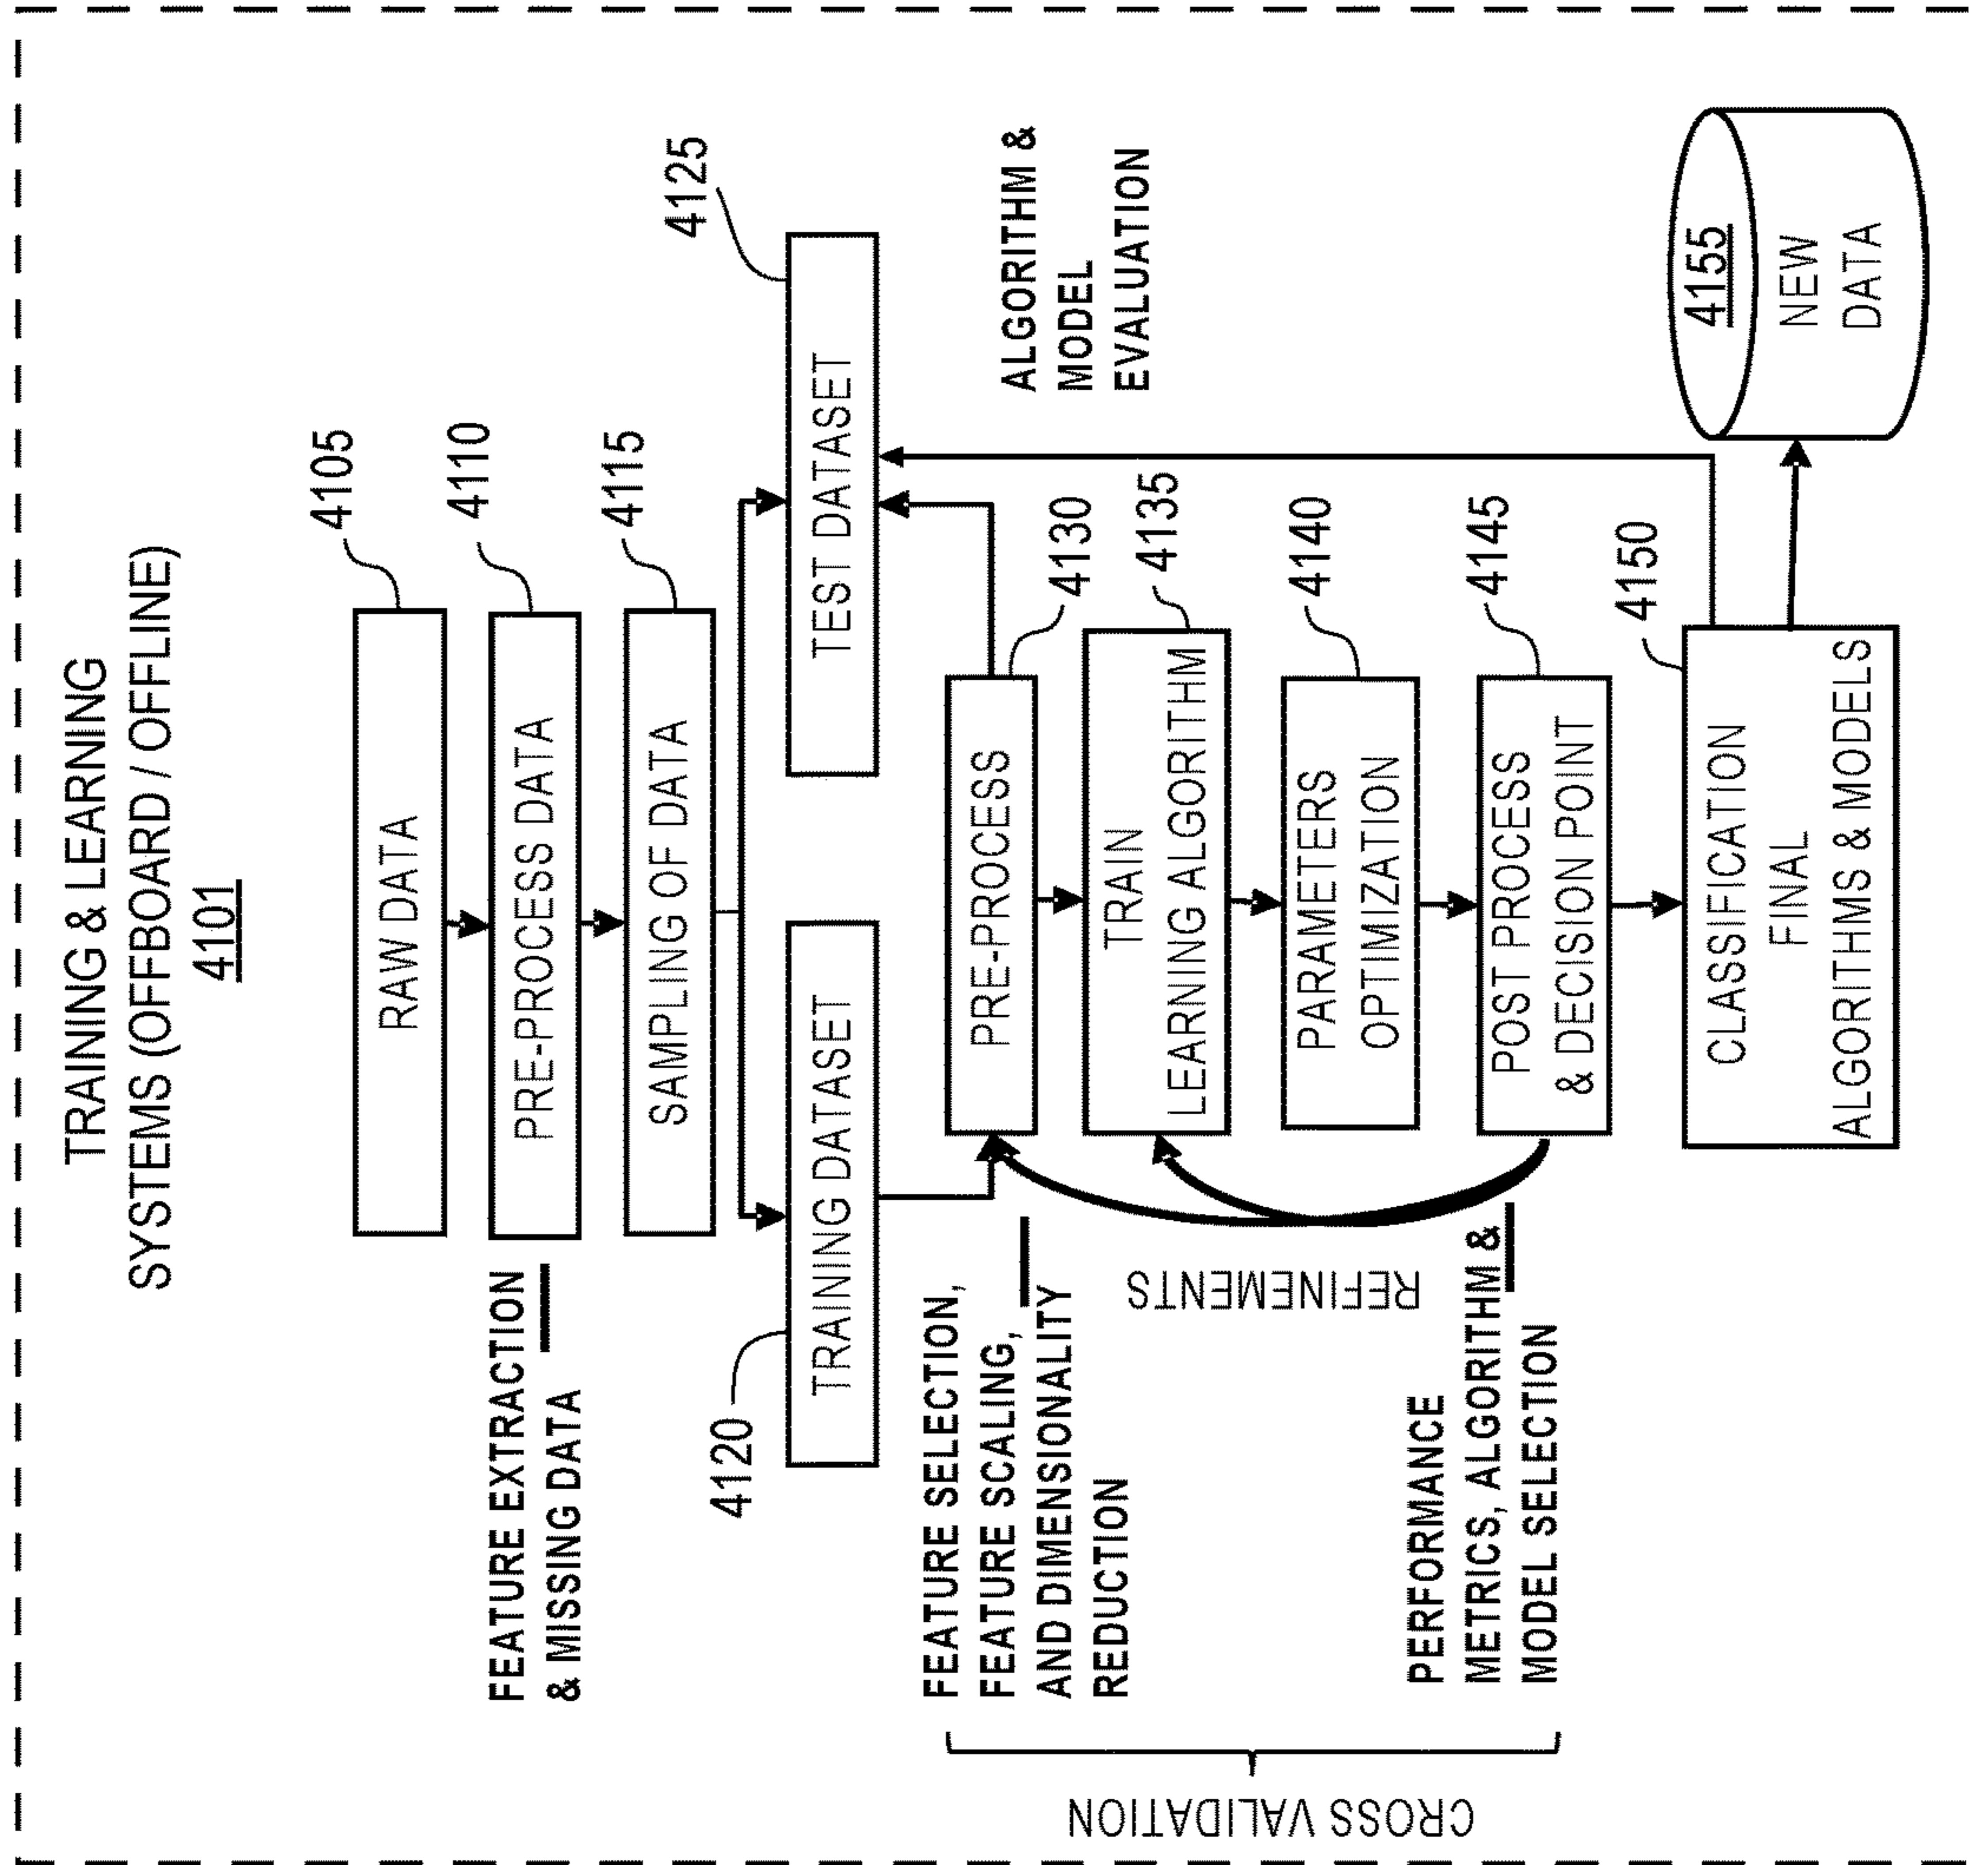 TRAINING & LEARNING
SYSTEMS (OFFBOARD / OFFLINE)
4101
RAW DATA
4105
PRE-PROCESS DATA
4110
FEATURE EXTRACTION
& MISSING DATA
SAMPLING OF DATA
4115
4120
TRAINING DATASET
TEST DATASET
4125
FEATURE SELECTION,
FEATURE SCALING,
AND DIMENSIONALITY
REDUCTION
PRE-PROCESS
4130
ALGORITHM &
MODEL
EVALUATION
TRAIN
LEARNING ALGORITHM
4135
REFINEMENTS
PARAMETERS
OPTIMIZATION
4140
PERFORMANCE
METRICS, ALGORITHM &
MODEL SELECTION
POST PROCESS
& DECISION POINT
4145
CROSS VALIDATION
CLASSIFICATION
FINAL
ALGORITHMS & MODELS
4150
4155
NEW
DATA